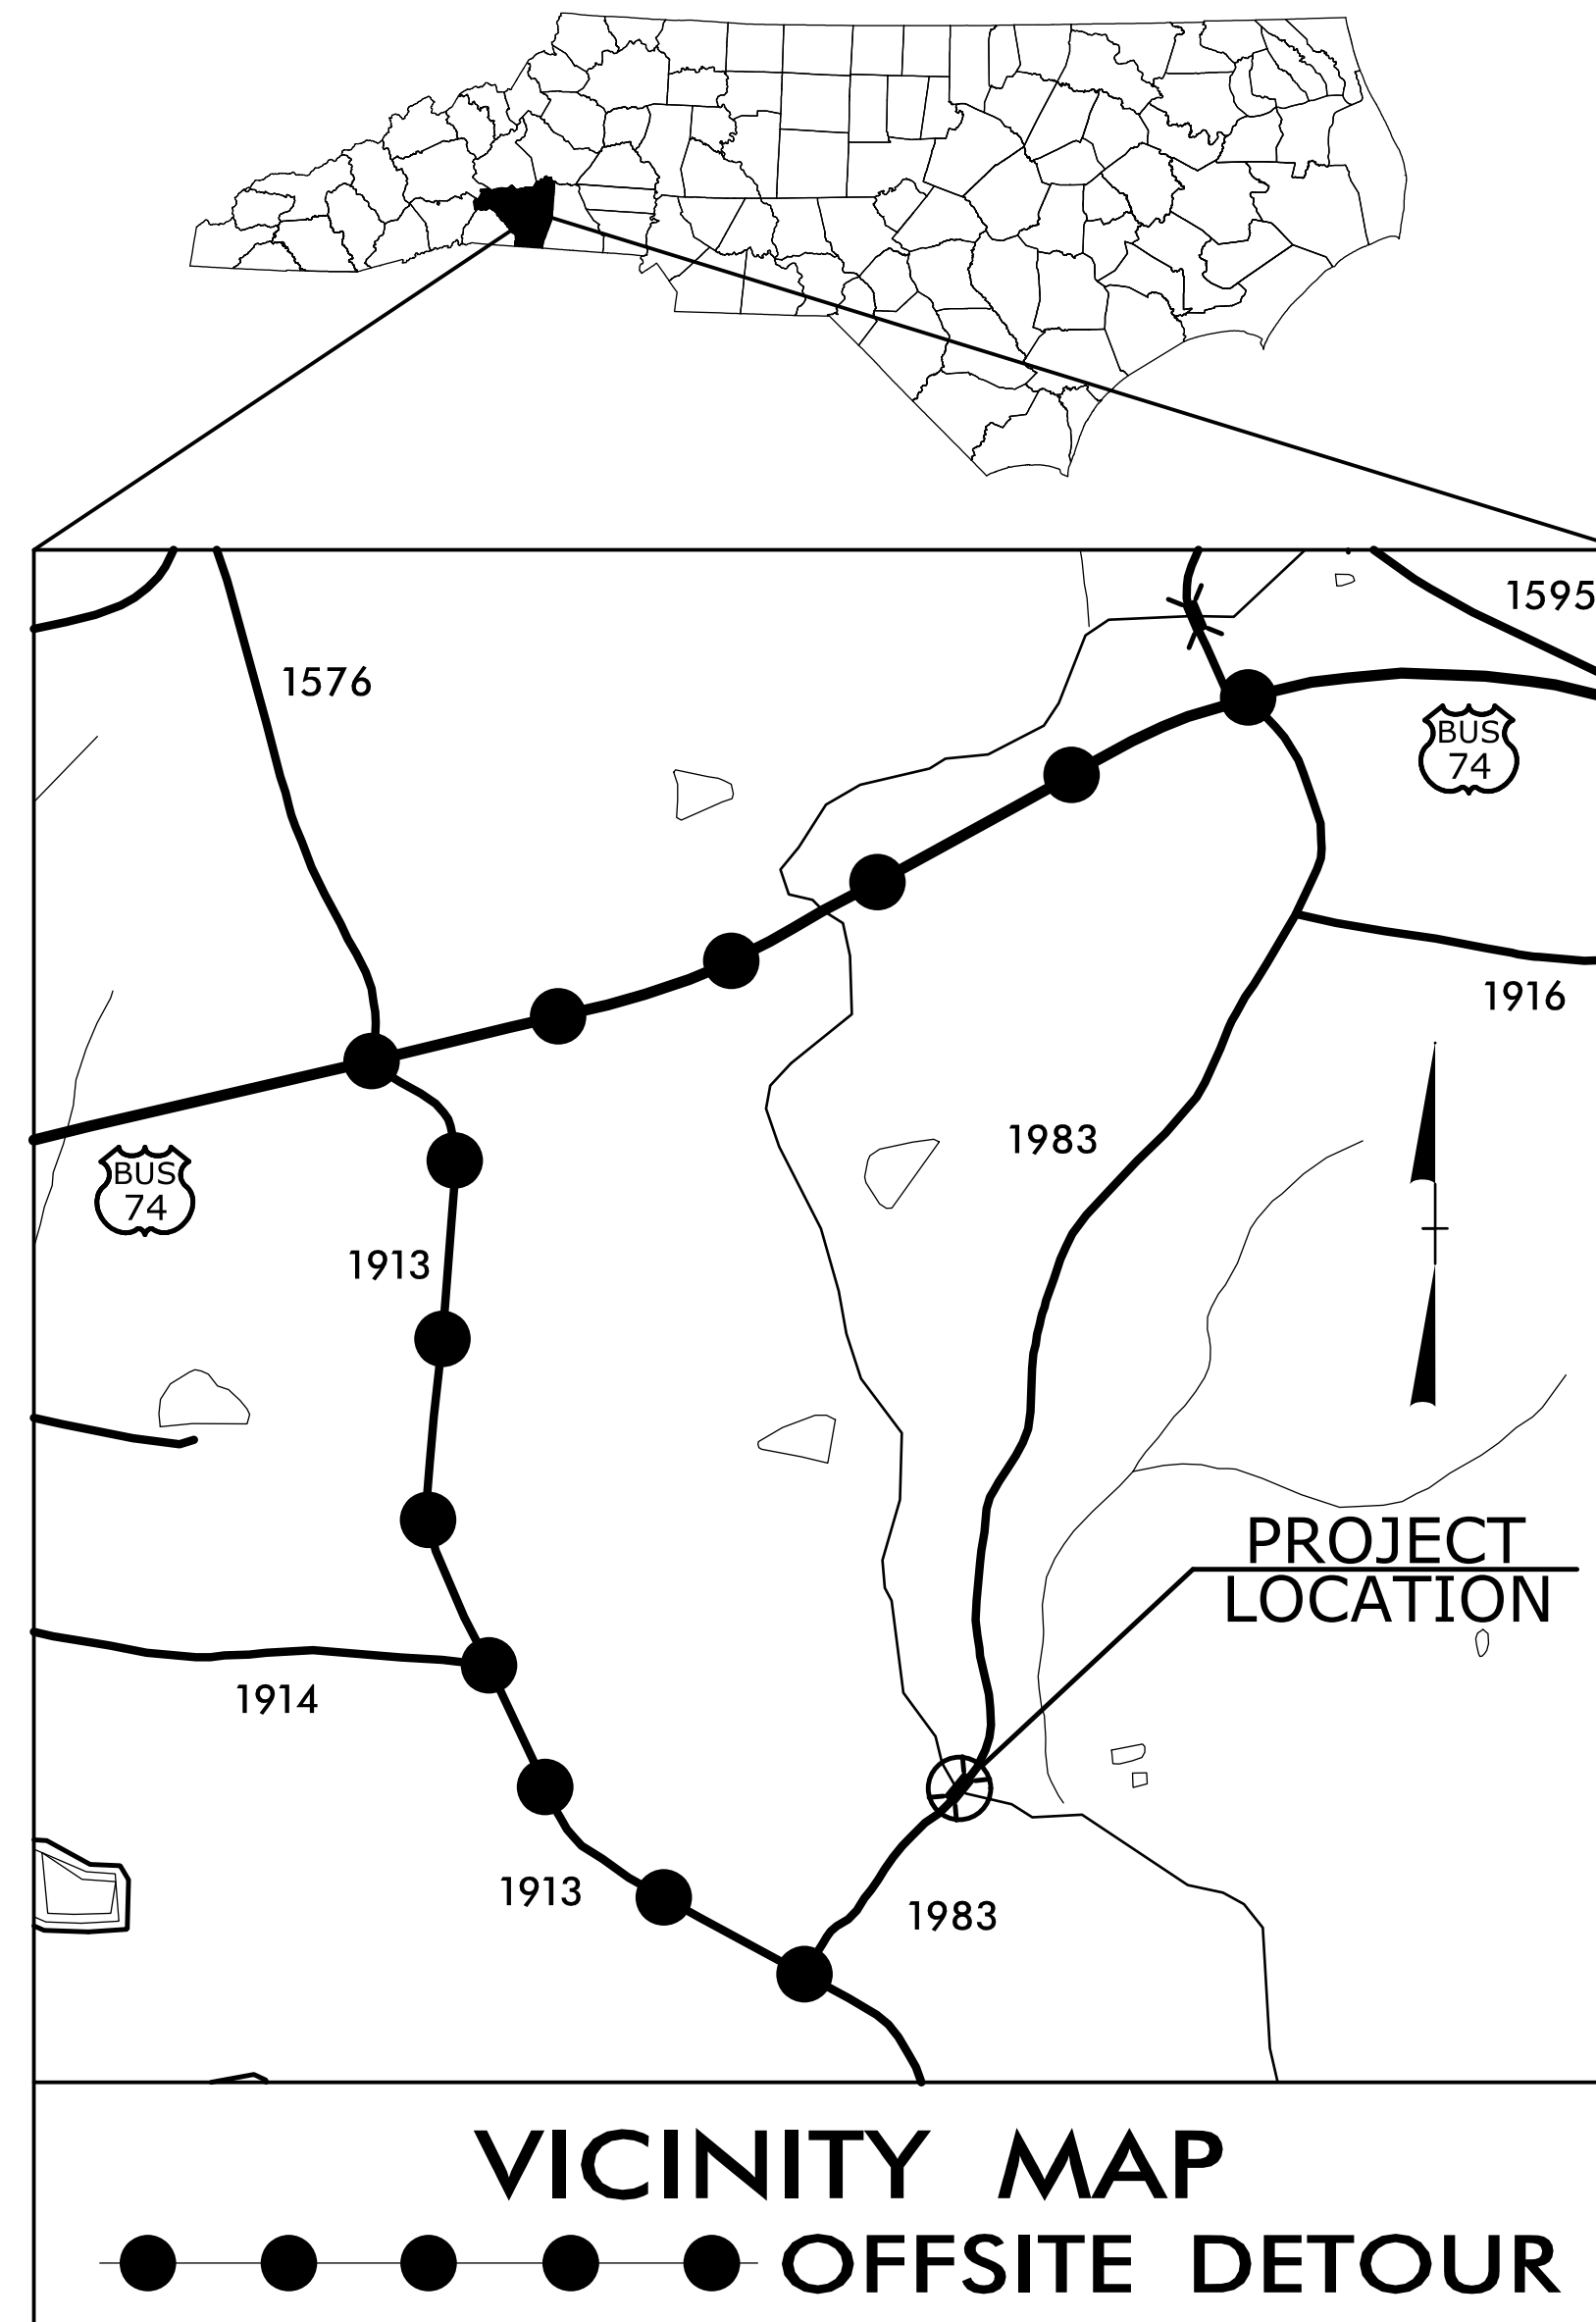 1595
1576
BUS
74
1916
1983
BUS
74
1913
PROJECT
LOCATION
1914
1913
1983
VICINITY MAP
OFFSITE DETOUR